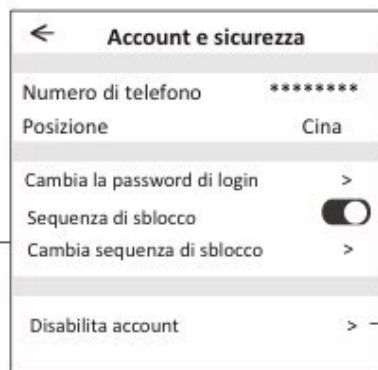 Account e sicurezza
Numero di telefono ********
Posizione Cina
Cambia la password di login >
Sequenza di sblocco
Cambia sequenza di sblocco >
Disabilita account >